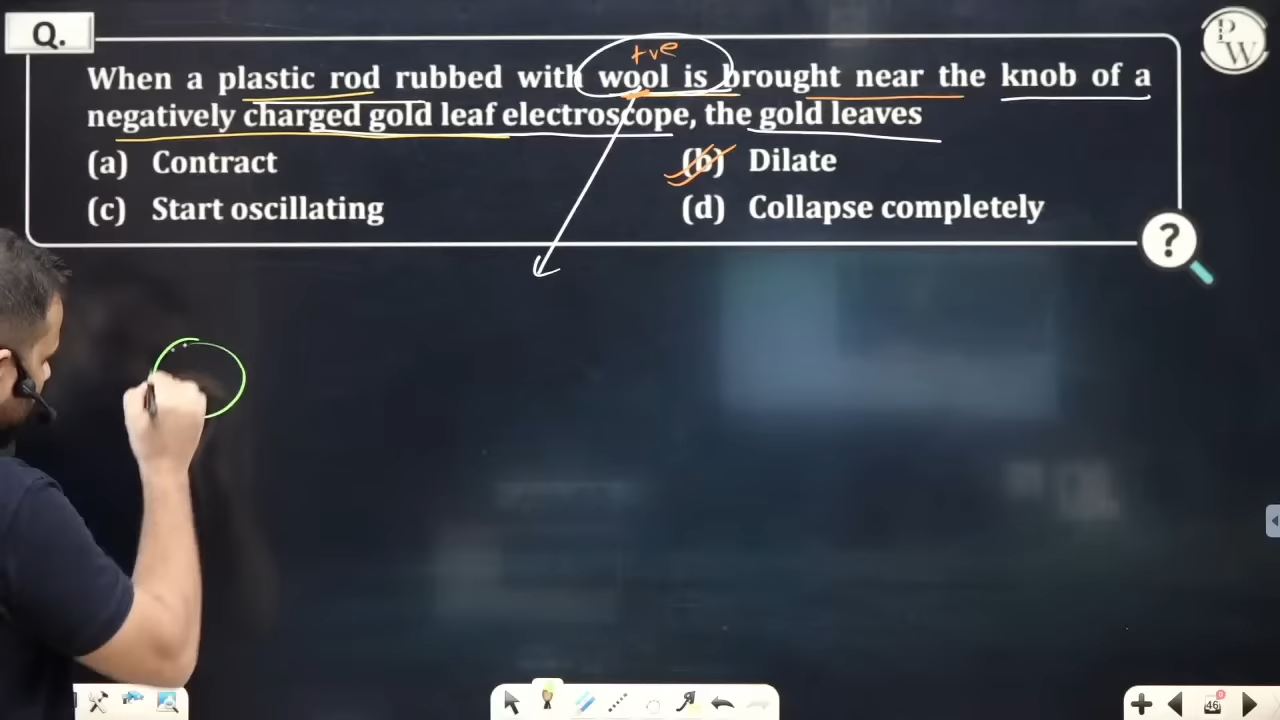 Q.
P
W
+ve
When a plastic rod rubbed with wool is brought near the knob of a
negatively charged gold leaf electroscope, the gold leaves
(a) Contract
(b) Dilate
(c) Start oscillating
(d) Collapse completely
?
46